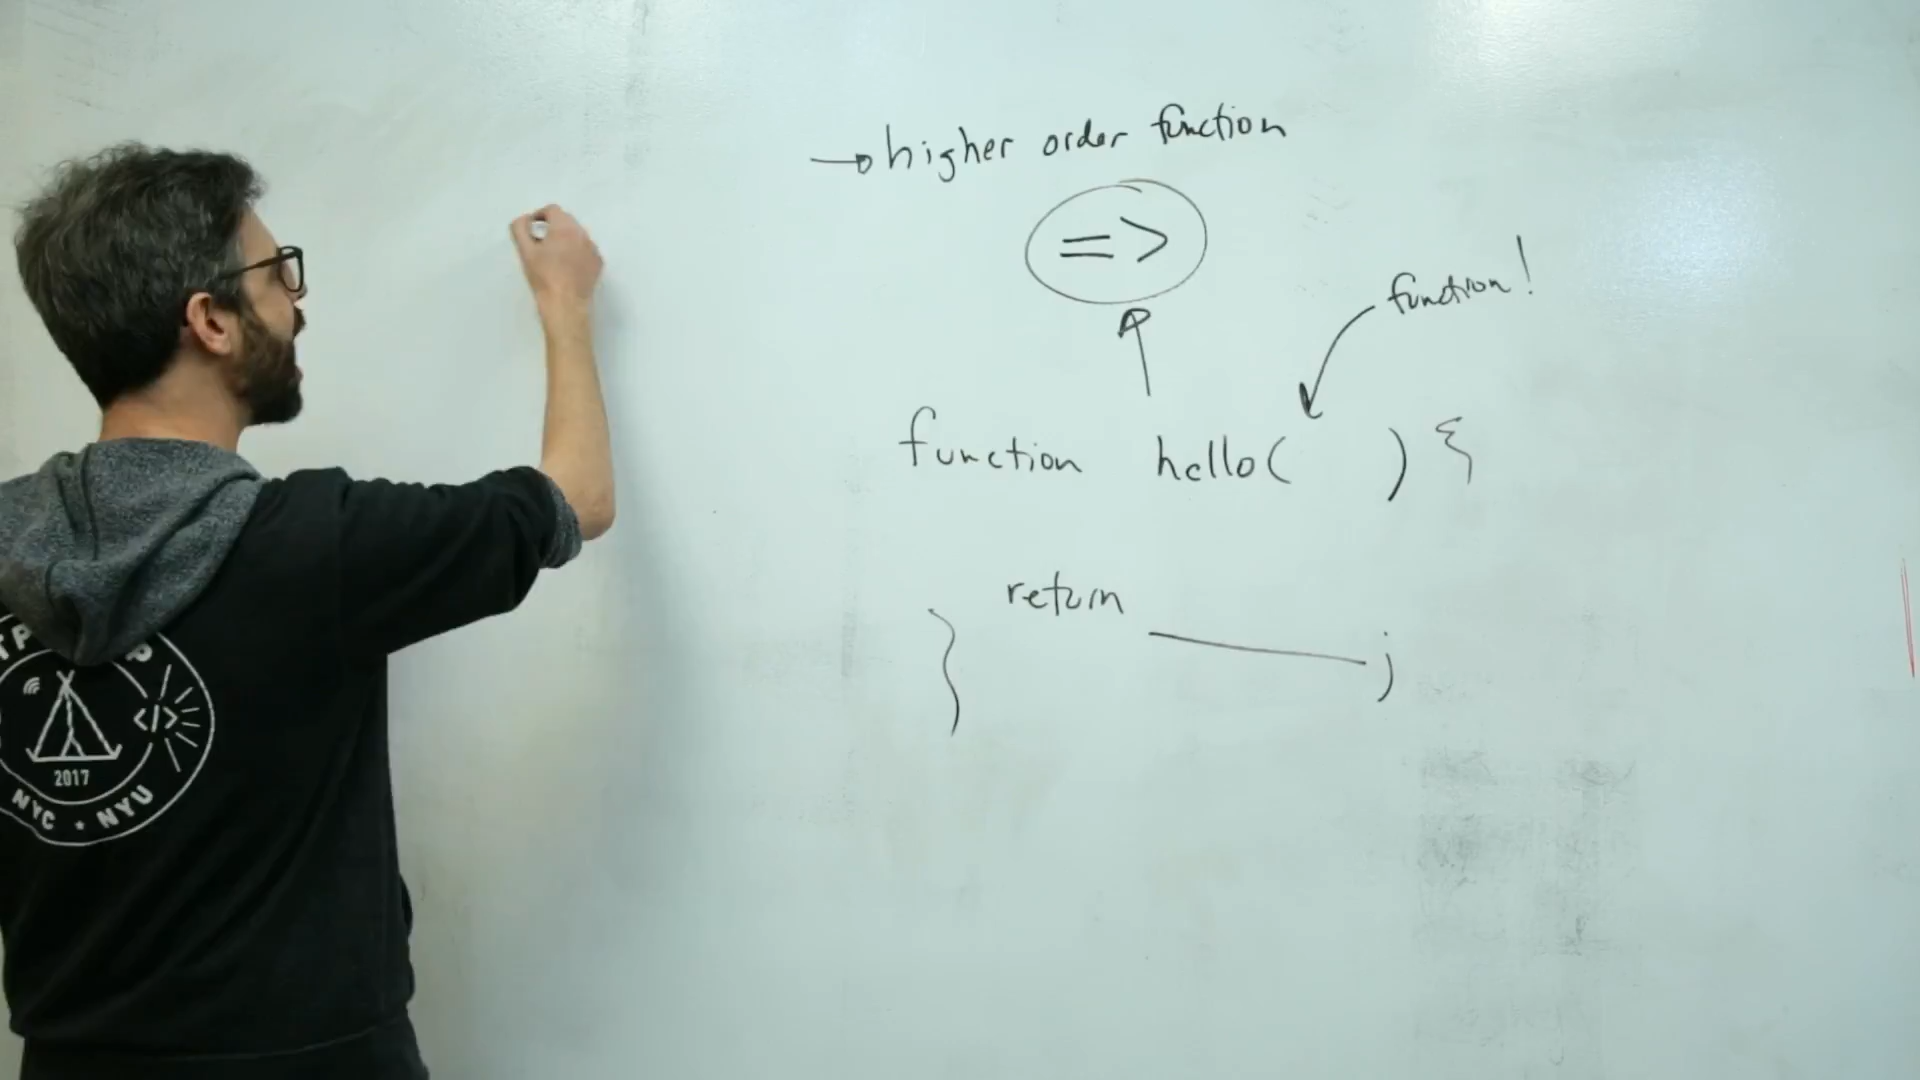 → higher order function
=>
function!
function hello( ) {
return ;
}
</>
2017
NYC * NYU